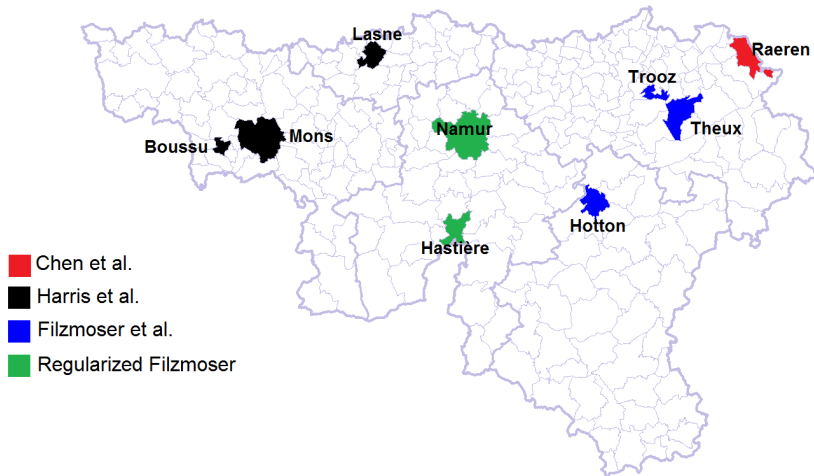 Lasne
Raeren
Trooz
Namur
Theux
Mons
Boussu
Hotton
Hastière
Chen et al.
Harris et al.
Filzmoser et al.
Regularized Filzmoser